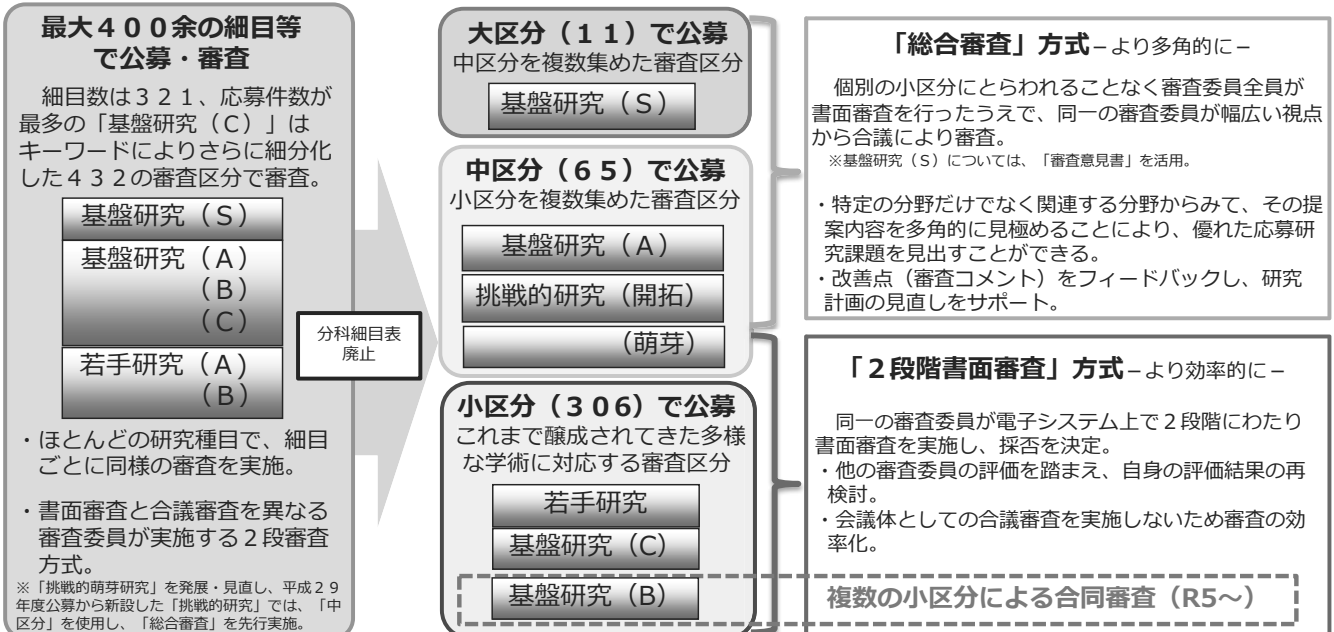 最大４００余の細目等
で公募・審査
細目数は３２１、応募件数が
最多の「基盤研究（Ｃ）」は
キーワードによりさらに細分化
した４３２の審査区分で審査。
基盤研究（Ｓ）
基盤研究（Ａ）
（Ｂ）
（Ｃ）
若手研究（Ａ）
（Ｂ）
・ほとんどの研究種目で、細目
ごとに同様の審査を実施。
・書面審査と合議審査を異なる
審査委員が実施する２段審査
方式。
※「挑戦的萌芽研究」を発展・見直し、平成２９
年度公募から新設した「挑戦的研究」では、「中
区分」を使用し、「総合審査」を先行実施。
分科細目表
廃止
大区分（１１）で公募
中区分を複数集めた審査区分
基盤研究（Ｓ）
中区分（６５）で公募
小区分を複数集めた審査区分
基盤研究（Ａ）
挑戦的研究（開拓）
（萌芽）
小区分（３０６）で公募
これまで醸成されてきた多様
な学術に対応する審査区分
若手研究
基盤研究（Ｃ）
基盤研究（Ｂ）
「総合審査」方式－より多角的に－
個別の小区分にとらわれることなく審査委員全員が
書面審査を行ったうえで、同一の審査委員が幅広い視点
から合議により審査。
※基盤研究（Ｓ）については、「審査意見書」を活用。
・特定の分野だけでなく関連する分野からみて、その提
案内容を多角的に見極めることにより、優れた応募研
究課題を見出すことができる。
・改善点（審査コメント）をフィードバックし、研究
計画の見直しをサポート。
「２段階書面審査」方式－より効率的に－
同一の審査委員が電子システム上で２段階にわたり
書面審査を実施し、採否を決定。
・他の審査委員の評価を踏まえ、自身の評価結果の再
検討。
・会議体としての合議審査を実施しないため審査の効
率化。
複数の小区分による合同審査（R5～）